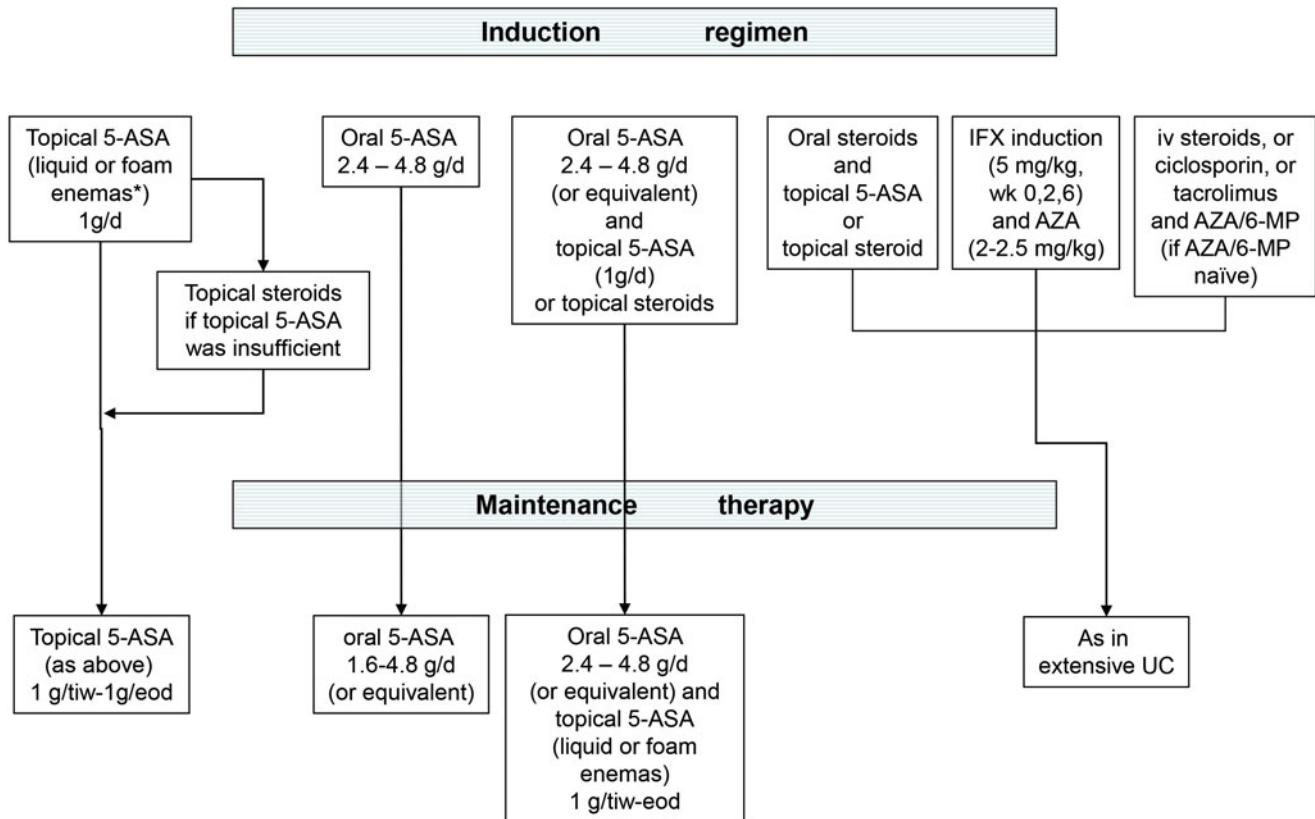 Induction regimen
Topical 5-ASA
(liquid or foam
enemas*)
1g/d
Topical steroids
if topical 5-ASA
was insufficient
Oral 5-ASA
2.4 – 4.8 g/d
Oral 5-ASA
2.4 – 4.8 g/d
(or equivalent)
and
topical 5-ASA
(1g/d)
or topical steroids
Oral steroids
and
topical 5-ASA
or
topical steroid
IFX induction
(5 mg/kg,
wk 0,2,6)
and AZA
(2-2.5 mg/kg)
iv steroids, or
ciclosporin, or
tacrolimus
and AZA/6-MP
(if AZA/6-MP
naïve)
Maintenance therapy
Topical 5-ASA
(as above)
1 g/tiw-1g/eod
oral 5-ASA
1.6-4.8 g/d
(or equivalent)
Oral 5-ASA
2.4 – 4.8 g/d
(or equivalent) and
topical 5-ASA
(liquid or foam
enemas)
1 g/tiw-eod
As in
extensive UC